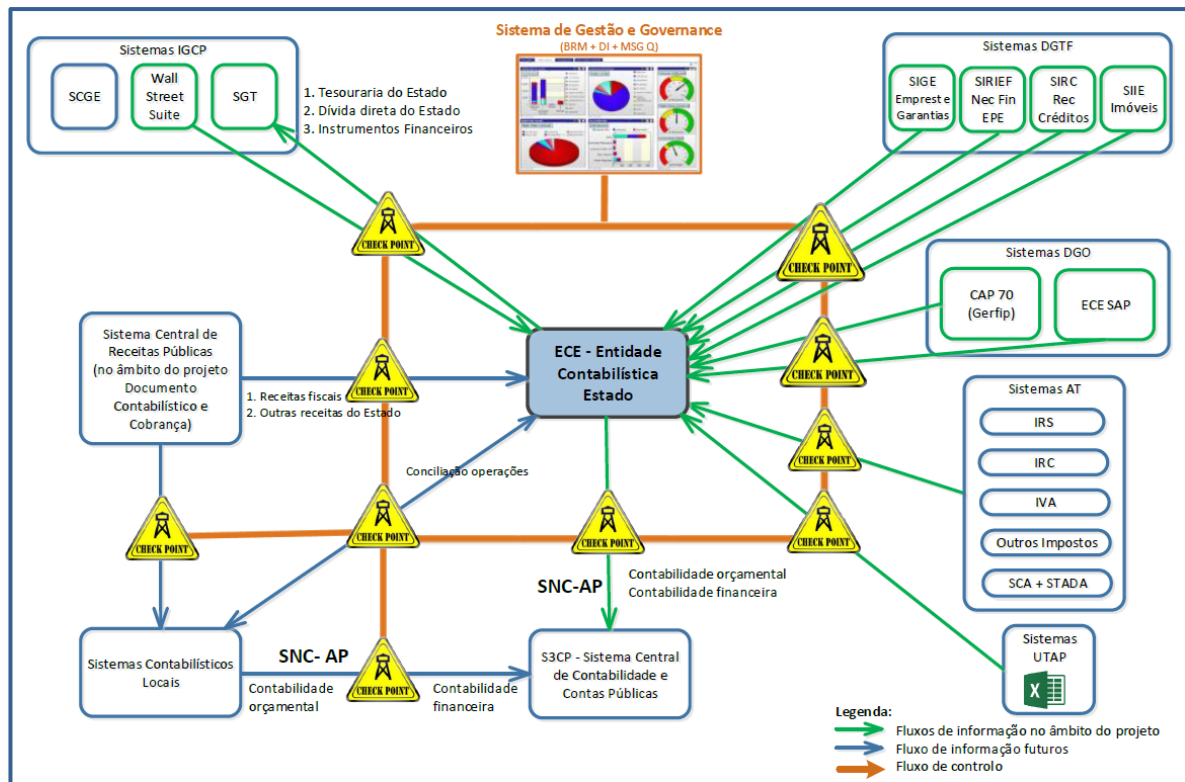 Sistema de Gestão e Governance
(BRM + DI + MSG Q)
Sistemas IGCP
SCGE
Wall
Street
Suite
SGT
1. Tesouraria do Estado
2. Dívida direta do Estado
3. Instrumentos Financeiros
Sistemas DGTF
SIGE
Emprest e
Garantias
SIRIEF
Nec Fin
EPE
SIRC
Rec
Créditos
SIIE
Imóveis
CHECK POINT
CHECK POINT
Sistemas DGO
CAP 70
(Gerfip)
ECE SAP
Sistema Central de
Receitas Públicas
(no âmbito do projeto
Documento
Contabilístico e
Cobrança)
CHECK POINT
1. Receitas fiscais
2. Outras receitas do Estado
ECE - Entidade
Contabilística
Estado
CHECK POINT
Sistemas AT
IRS
IRC
IVA
Outros Impostos
SCA + STADA
CHECK POINT
Conciliação operações
CHECK POINT
CHECK POINT
CHECK POINT
CHECK POINT
SNC-AP
Contabilidade orçamental
Contabilidade financeira
Sistemas Contabilísticos
Locais
SNC- AP
Contabilidade
orçamental
CHECK POINT
Contabilidade
financeira
S3CP - Sistema Central
de Contabilidade e
Contas Públicas
Sistemas
UTAP
Legenda:
Fluxos de informação no âmbito do projeto
Fluxo de informação futuros
Fluxo de controlo